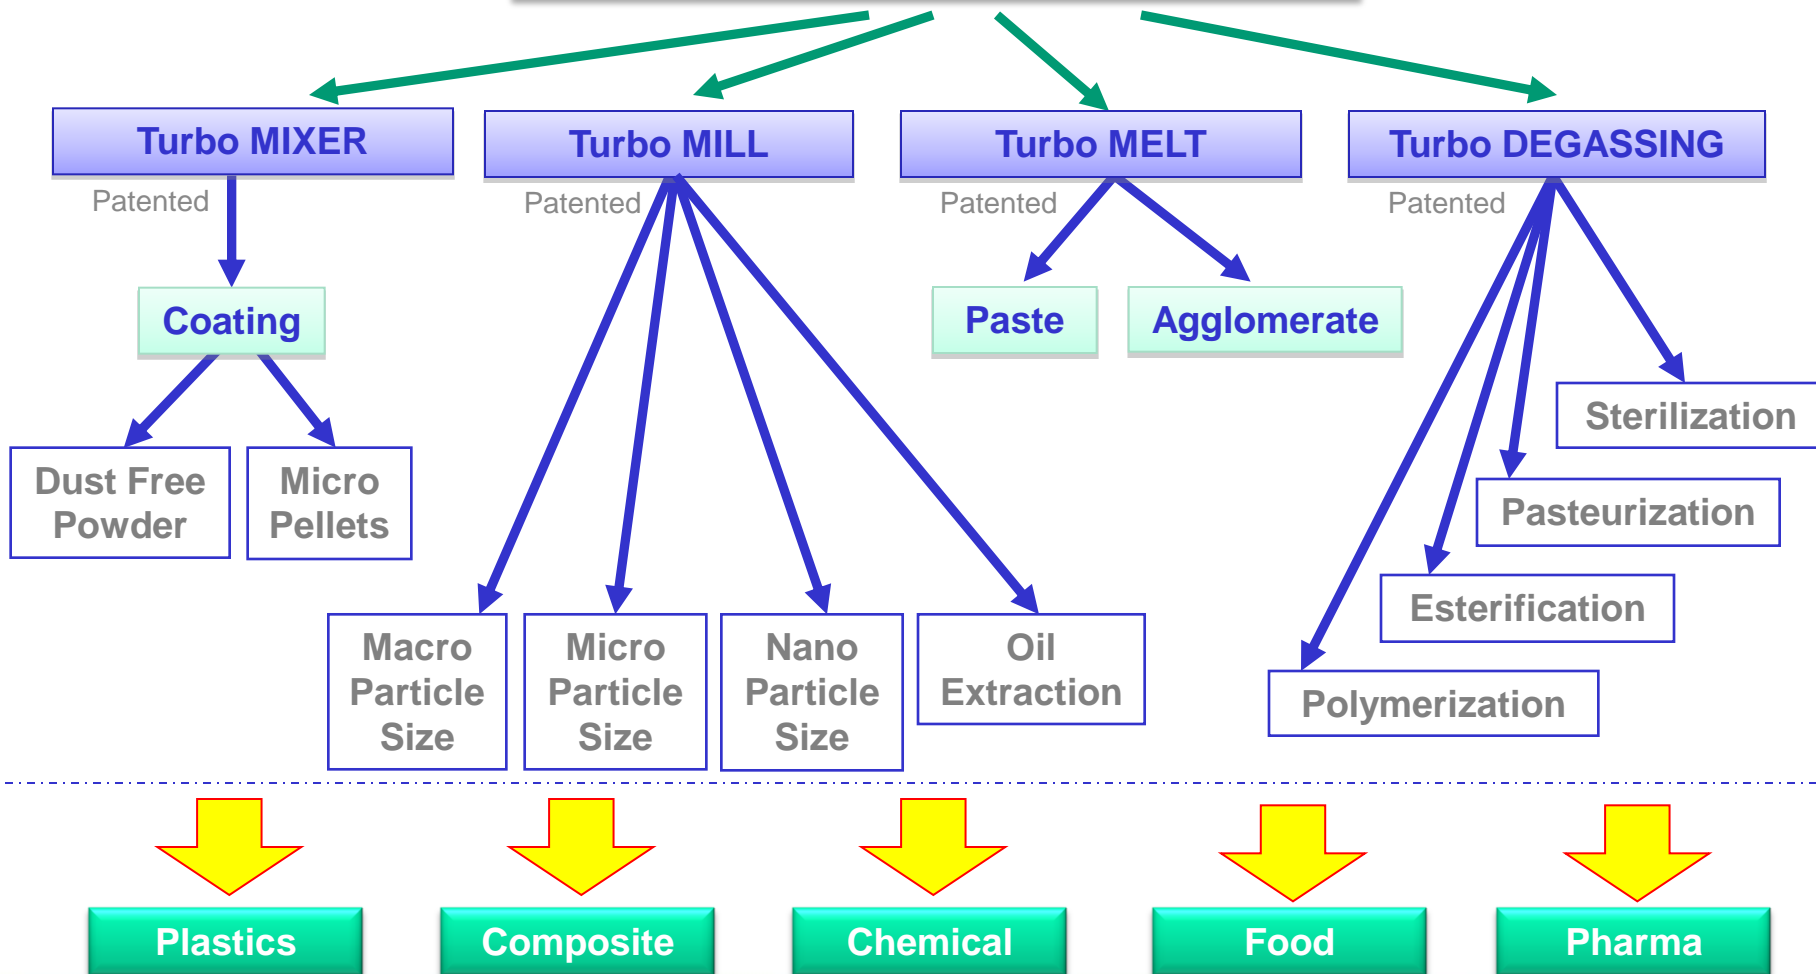 Turbo MIXER
Turbo MILL
Turbo MELT
Turbo DEGASSING
Patented
Patented
Patented
Patented
Coating
Paste
Agglomerate
Sterilization
Dust Free
Powder
Micro
Pellets
Pasteurization
Esterification
Macro
Particle
Size
Micro
Particle
Size
Nano
Particle
Size
Oil
Extraction
Polymerization
Plastics
Composite
Chemical
Food
Pharma